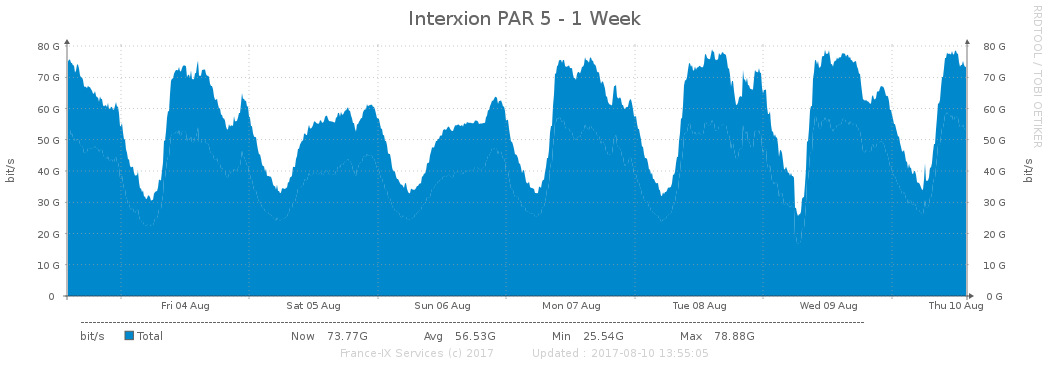 Interxion PAR 5 - 1 Week
RRDTOOL / TOBI OETIKER
bit/s
80 G
70 G
60 G
50 G
40 G
30 G
20 G
10 G
0
80 G
70 G
60 G
50 G
40 G
30 G
20 G
10 G
0 G
bit/s
Fri 04 Aug Sat 05 Aug Sun 06 Aug Mon 07 Aug Tue 08 Aug Wed 09 Aug Thu 10 Aug
bit/s Total Now 73.77G Avg 56.53G Min 25.54G Max 78.88G
France-IX Services (c) 2017 Updated : 2017-08-10 13:55:05